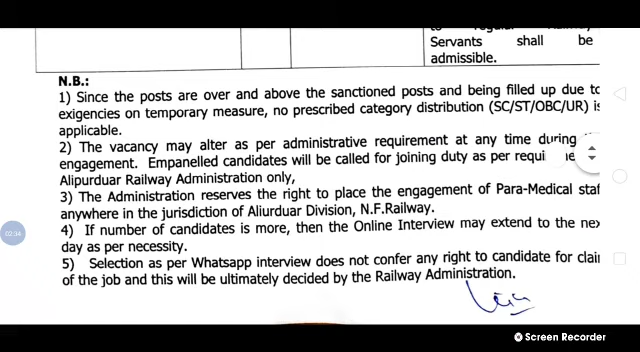 to regular
Servants shall be
admissible.
N.B.:
1) Since the posts are over and above the sanctioned posts and being filled up due to
exigencies on temporary measure, no prescribed category distribution (SC/ST/OBC/UR) is
applicable.
2) The vacancy may alter as per administrative requirement at any time during
engagement. Empanelled candidates will be called for joining duty as per
Alipurduar Railway Administration only,
3) The Administration reserves the right to place the engagement of Para-Medical staf
anywhere in the jurisdiction of Aliurduar Division, N.F.Railway.
4) If number of candidates is more, then the Online Interview may extend to the nex
day as per necessity.
5) Selection as per Whatsapp interview does not confer any right to candidate for clai
of the job and this will be ultimately decided by the Railway Administration.
02:34
Screen Recorder